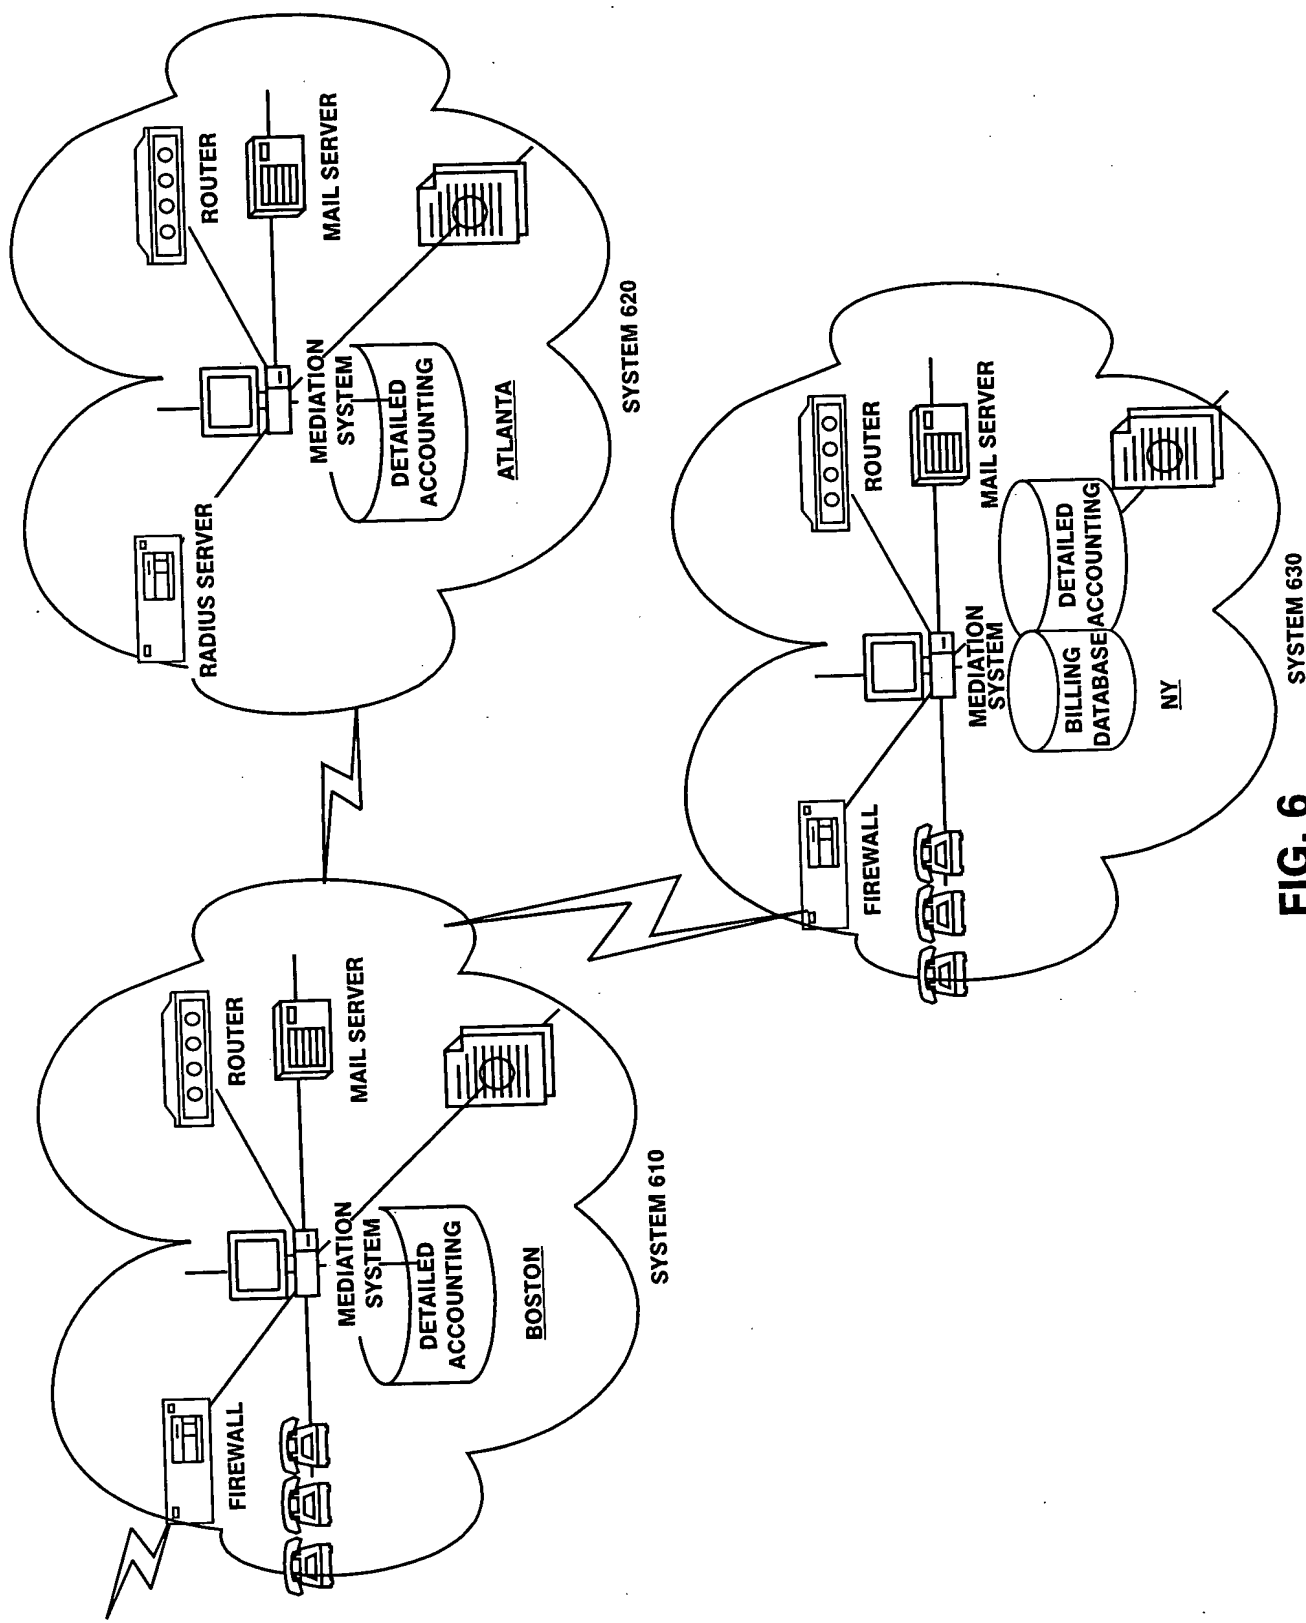 FIREWALL
ROUTER
MAIL SERVER
MEDIATION
SYSTEM
DETAILED
ACCOUNTING
BOSTON
SYSTEM 610
RADIUS SERVER
ROUTER
MAIL SERVER
MEDIATION
SYSTEM
DETAILED
ACCOUNTING
ATLANTA
SYSTEM 620
FIREWALL
ROUTER
MAIL SERVER
MEDIATION
SYSTEM
BILLING
DATABASE
DETAILED
ACCOUNTING
NY
SYSTEM 630
FIG. 6